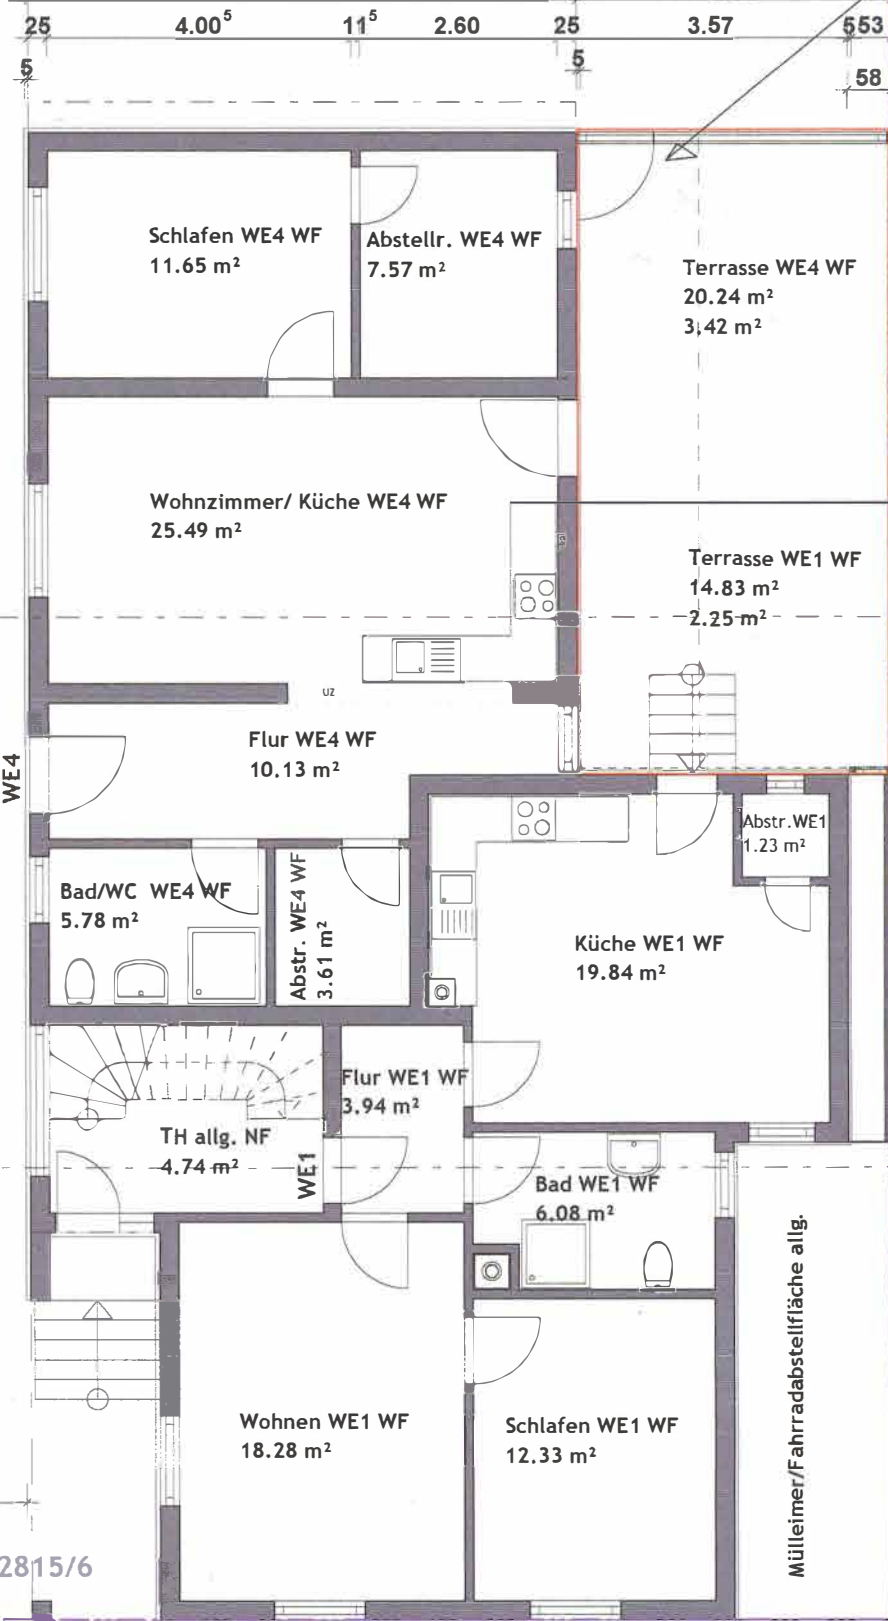 25 4.00⁵ 11⁵ 2.60 25 3.57 5 53
5 5 58
Schlafen WE4 WF
11.65 m²
Abstellr. WE4 WF
7.57 m²
Terrasse WE4 WF
20.24 m²
3,42 m²
Wohnzimmer/ Küche WE4 WF
25.49 m²
Terrasse WE1 WF
14.83 m²
2.25 m²
UZ
Flur WE4 WF
10.13 m²
WE4
Abstr.WE1
1.23 m²
Bad/WC WE4 WF
5.78 m²
Abstr. WE4 WF
3.61 m²
Küche WE1 WF
19.84 m²
Flur WE1 WF
3.94 m²
TH allg. NF
4.74 m²
WE1
Bad WE1 WF
6.08 m²
Mülleimer/Fahrradabstellfläche allg.
Wohnen WE1 WF
18.28 m²
Schlafen WE1 WF
12.33 m²
2815/6